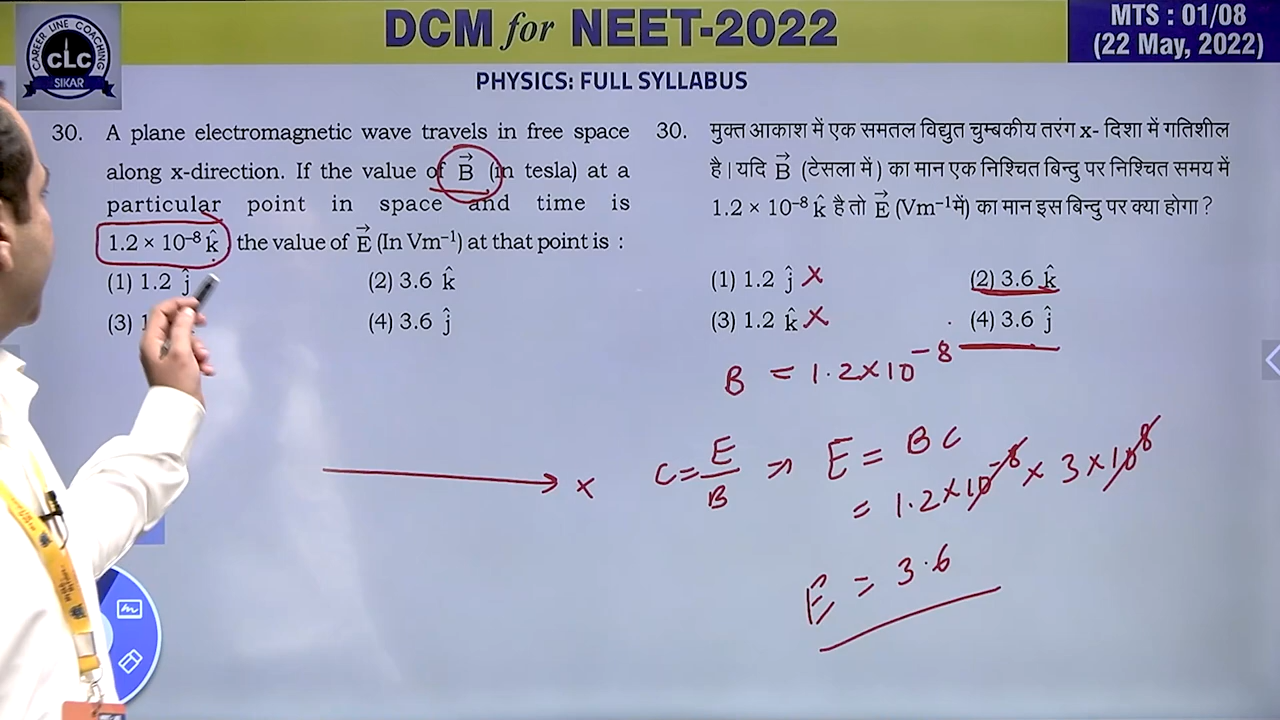 CAREER LINE COACHING
CLC
SIKAR
DCM for NEET-2022
MTS : 01/08
(22 May, 2022)
PHYSICS: FULL SYLLABUS
30. A plane electromagnetic wave travels in free space
along x-direction. If the value of B⃗ (in tesla) at a
particular point in space and time is
1.2 × 10⁻⁸ k̂ the value of E⃗ (In Vm⁻¹) at that point is :
(1) 1.2 ĵ (2) 3.6 k̂
(3) 1 (4) 3.6 ĵ
30. मुक्त आकाश में एक समतल विद्युत चुम्बकीय तरंग x- दिशा में गतिशील
है। यदि B⃗ (टेसला में) का मान एक निश्चित बिन्दु पर निश्चित समय में
1.2 × 10⁻⁸ k̂ है तो E⃗ (Vm⁻¹में) का मान इस बिन्दु पर क्या होगा ?
(1) 1.2 ĵ × (2) 3.6 k̂
(3) 1.2 k̂ × (4) 3.6 ĵ
B = 1.2×10⁻⁸
x
C = E/B ⇒ E = BC
= 1.2×10⁻⁸ × 3×10⁸
E = 3.6